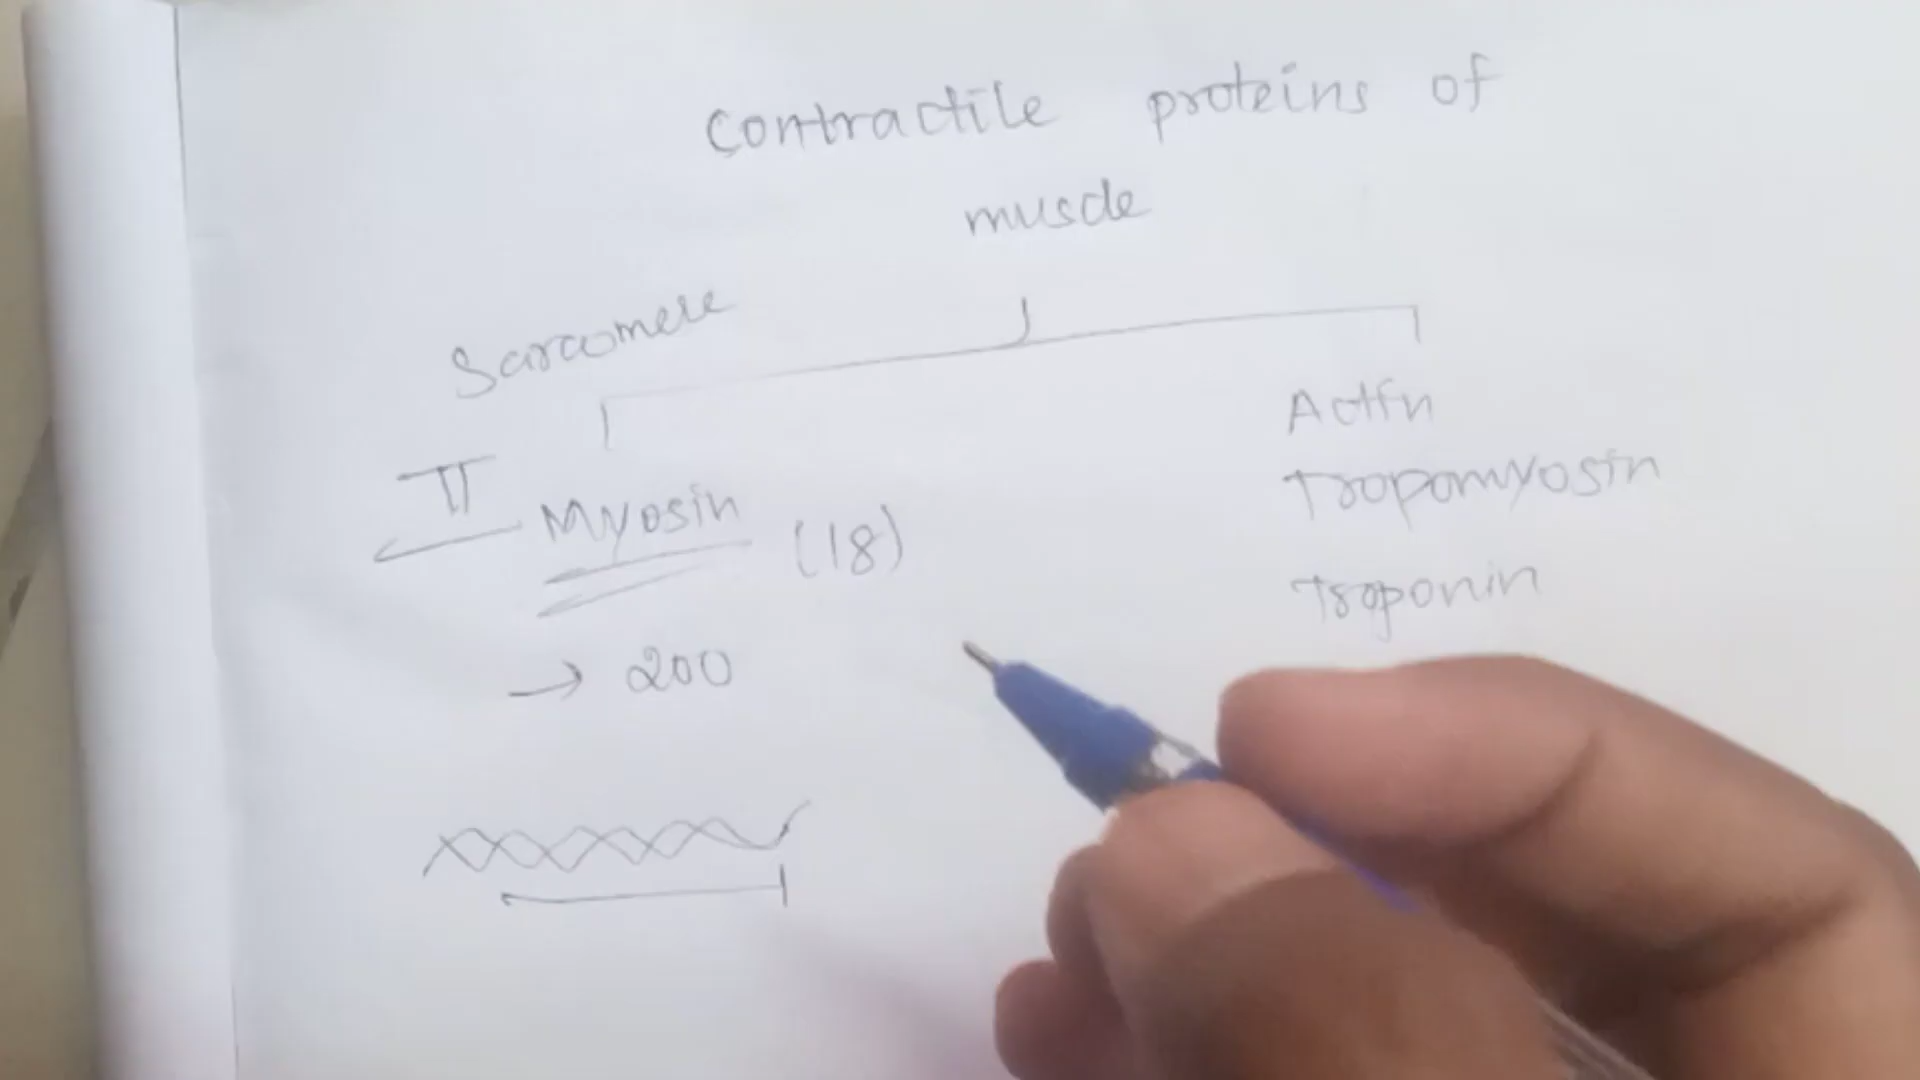 Contractile proteins of
muscle
Sarcomere
II Myosin (18)
→ 200
Actin
Tropomyosin
Troponin